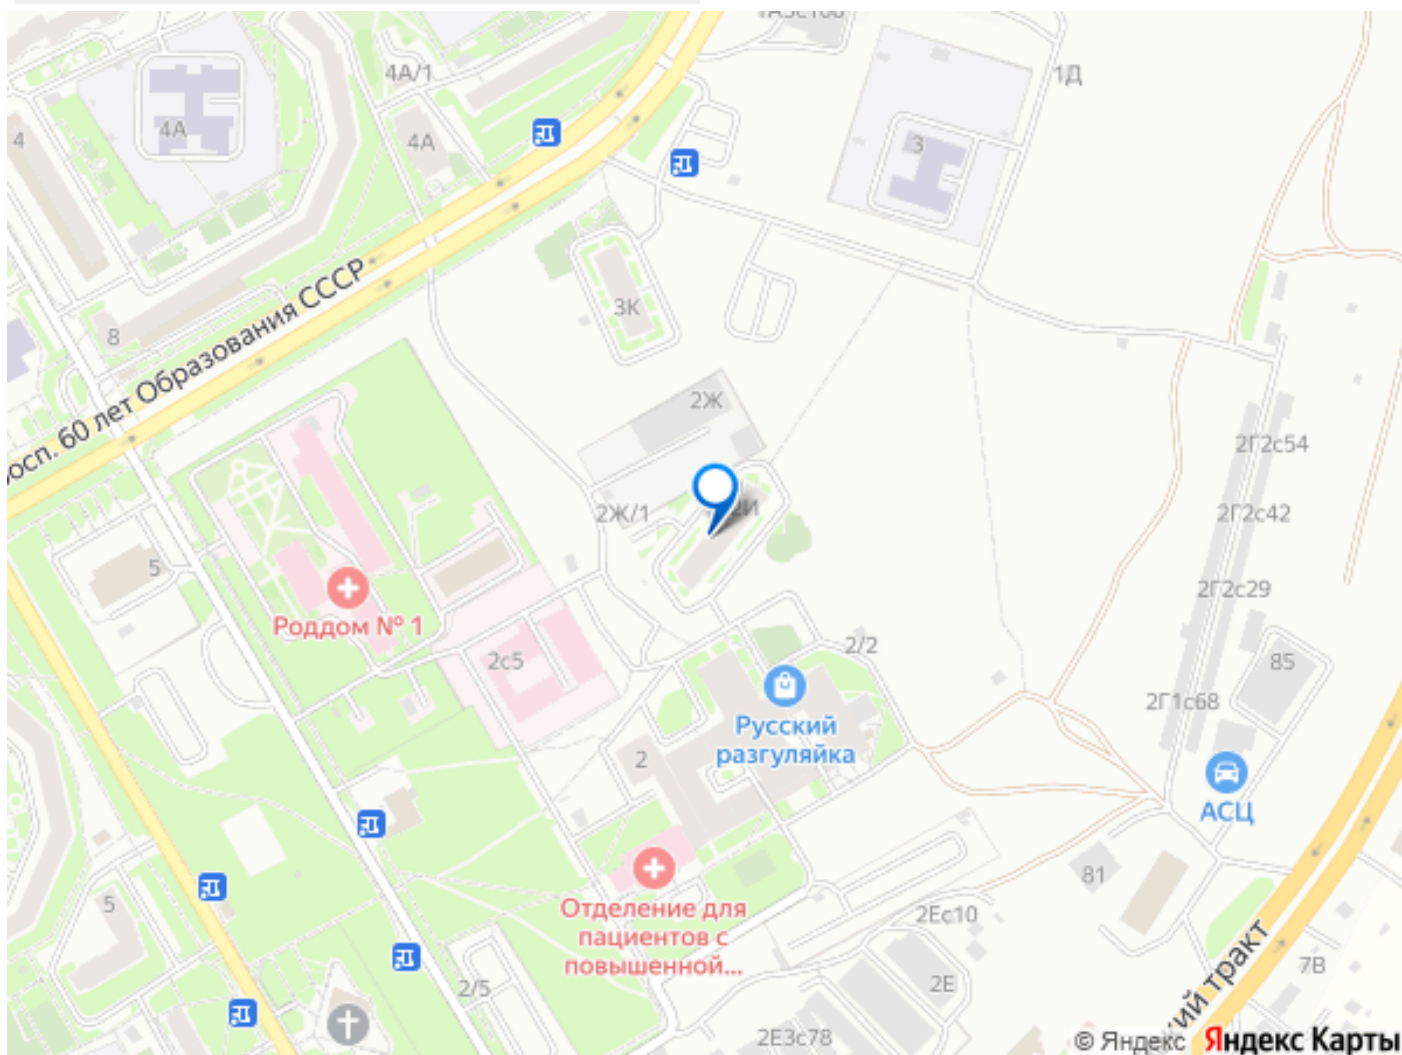 4А/1
1Д
4
4А
4А
3
3К
8
просп. 60 лет Образования СССР
2Ж
2Г2с54
2Ж/1
2Г2с42
5
2Г2с29
Роддом № 1
2с5
2/2
85
2Г1с68
Русский
разгуляйка
2
АСЦ
81
5
Отделение для
пациентов с
повышенной...
2Ес10
2/5
2Е
7В
2Е3с78
© Яндекс Яндекс Карты